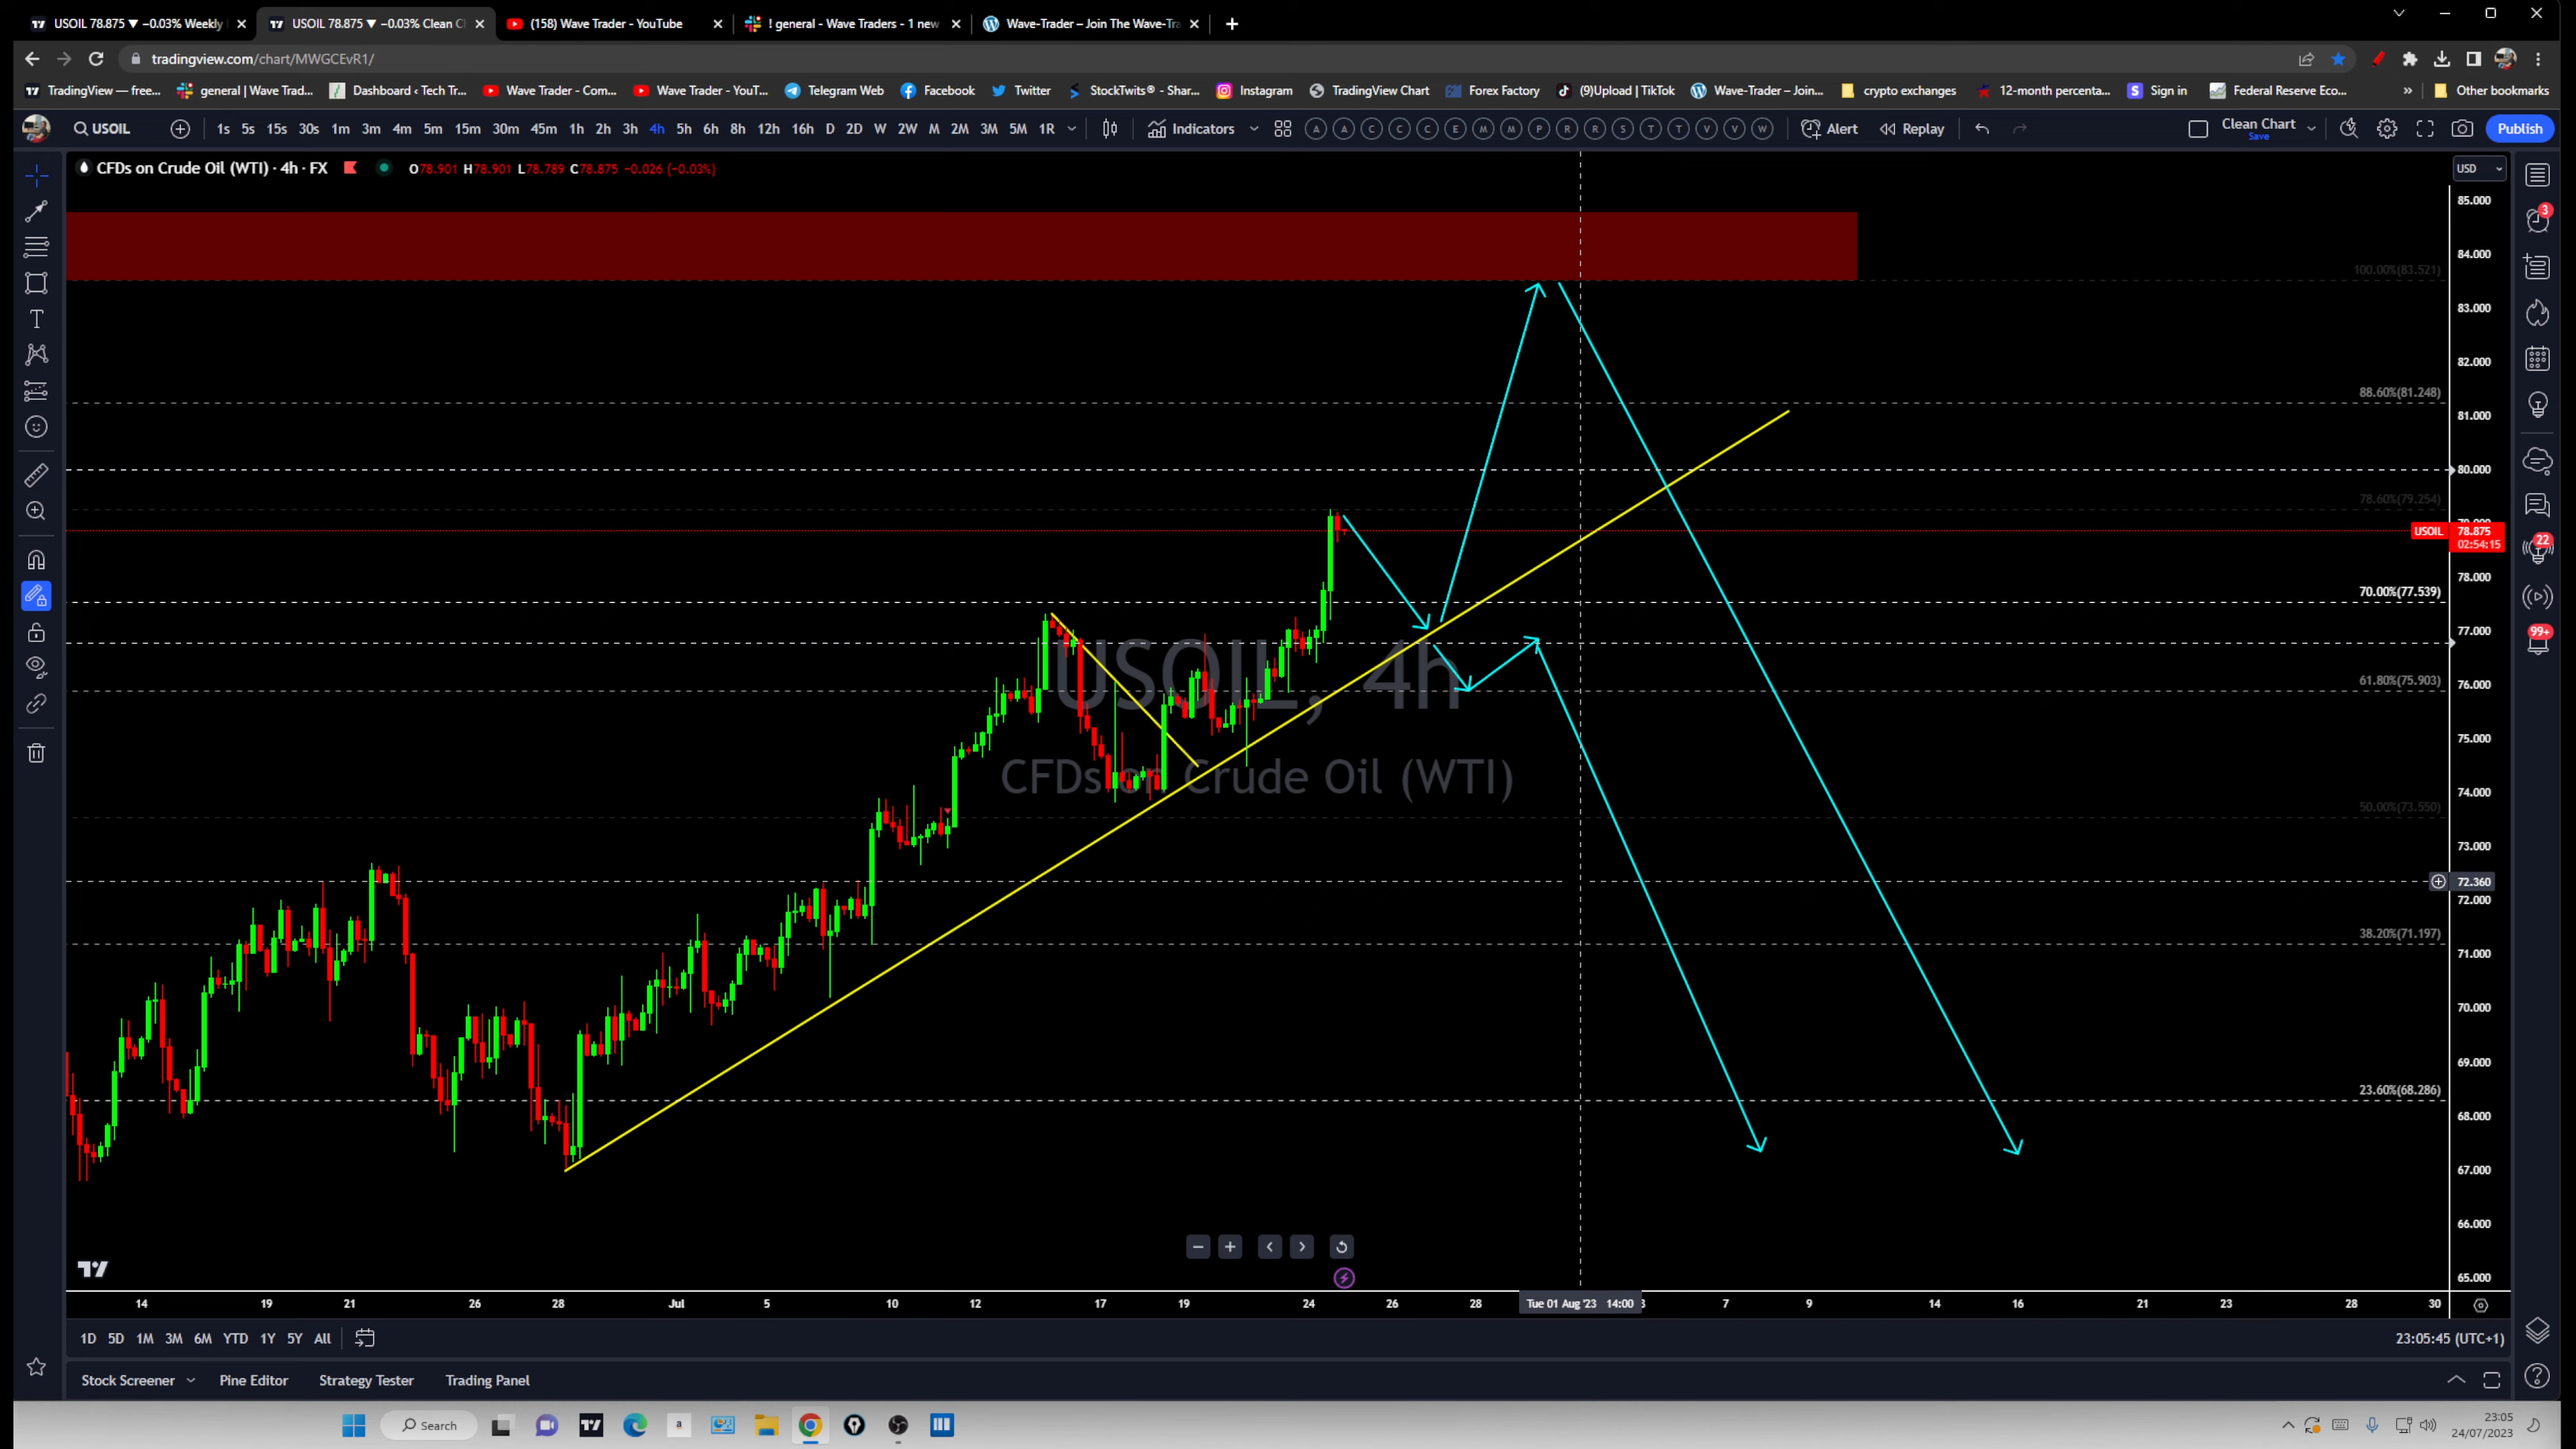 USOIL 78.875 ▼ −0.03% Weekly
USOIL 78.875 ▼ −0.03% Clean Cl
(158) Wave Trader - YouTube
! general - Wave Traders - 1 new
Wave-Trader – Join The Wave-Tra
tradingview.com/chart/MWGCEvR1/
TradingView — free...
general | Wave Trad...
Dashboard ‹ Tech Tr...
Wave Trader - Com...
Wave Trader - YouT...
Telegram Web
Facebook
Twitter
StockTwits® - Shar...
Instagram
TradingView Chart
Forex Factory
(9)Upload | TikTok
Wave-Trader – Join...
crypto exchanges
12-month percenta...
Sign in
Federal Reserve Eco...
»
Other bookmarks
USOIL
1s 5s 15s 30s 1m 3m 4m 5m 15m 30m 45m 1h 2h 3h 4h 5h 6h 8h 12h 16h D 2D W 2W M 2M 3M 5M 1R
Indicators
A A C C C E M M P R R S T T V V W
Alert
Replay
Clean Chart
Save
Publish
CFDs on Crude Oil (WTI) · 4h · FX
O78.901 H78.901 L78.789 C78.875 −0.026 (−0.03%)
USD
85.000
84.000
100.00%(83.521)
83.000
82.000
88.60%(81.248)
81.000
80.000
78.60%(79.254)
USOIL 78.875
02:54:15
78.000
70.00%(77.539)
77.000
USOIL, 4h
76.000
61.80%(75.903)
75.000
CFDs on Crude Oil (WTI)
74.000
50.00%(73.550)
73.000
72.360
72.000
38.20%(71.197)
71.000
70.000
69.000
23.60%(68.286)
68.000
67.000
66.000
65.000
3
22
99+
14 19 21 26 28 Jul 5 10 12 17 19 24 26 28 Tue 01 Aug '23 14:00 3 7 9 14 16 21 23 28 30
1D 5D 1M 3M 6M YTD 1Y 5Y All
23:05:45 (UTC+1)
Stock Screener
Pine Editor
Strategy Tester
Trading Panel
Search
23:05
24/07/2023